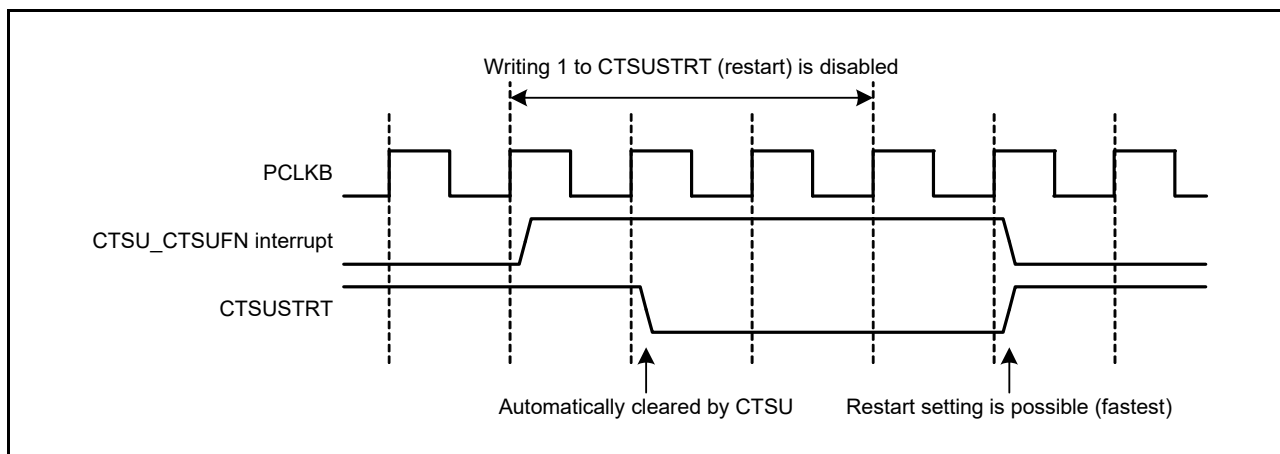 Writing 1 to CTSUSTRT (restart) is disabled
PCLKB
CTSU_CTSUFN interrupt
CTSUSTRT
Automatically cleared by CTSU
Restart setting is possible (fastest)